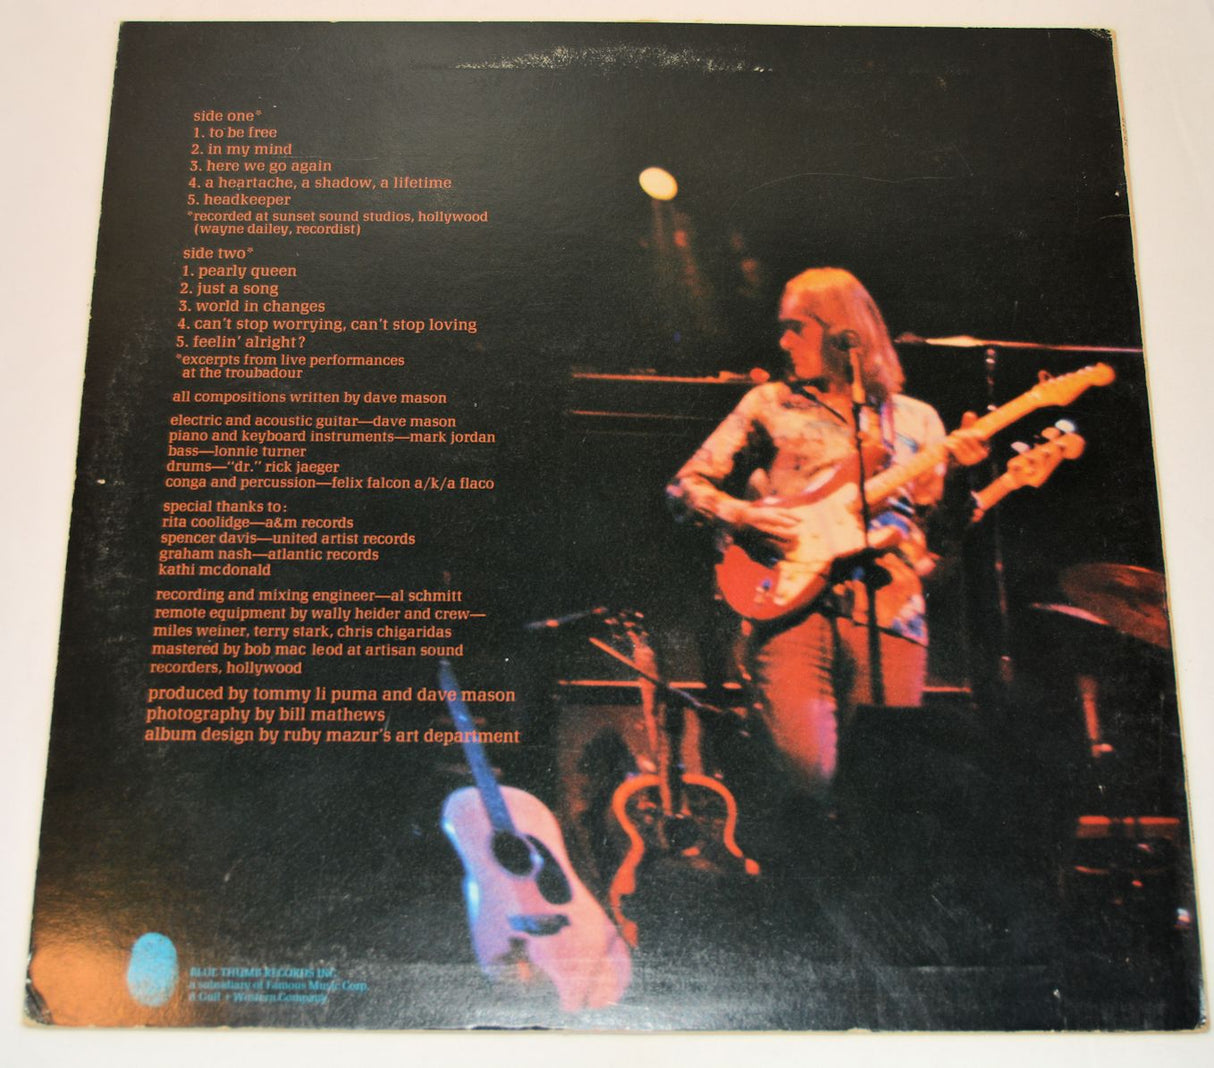 side one*
1. to be free
2. in my mind
3. here we go again
4. a heartache, a shadow, a lifetime
5. headkeeper
*recorded at sunset sound studios, hollywood
(wayne dailey, recordist)
side two*
1. pearly queen
2. just a song
3. world in changes
4. can't stop worrying, can't stop loving
5. feelin' alright?
*excerpts from live performances
at the troubadour
all compositions written by dave mason
electric and acoustic guitar—dave mason
piano and keyboard instruments—mark jordan
bass—lonnie turner
drums—"dr." rick jaeger
conga and percussion—felix falcon a/k/a flaco
special thanks to:
rita coolidge—a&m records
spencer davis—united artist records
graham nash—atlantic records
kathi mcdonald
recording and mixing engineer—al schmitt
remote equipment by wally heider and crew—
miles weiner, terry stark, chris chigaridas
mastered by bob mac leod at artisan sound
recorders, hollywood
produced by tommy li puma and dave mason
photography by bill mathews
album design by ruby mazur's art department
BLUE THUMB RECORDS INC.
a subsidiary of Famous Music Corp.
A Gulf + Western Company